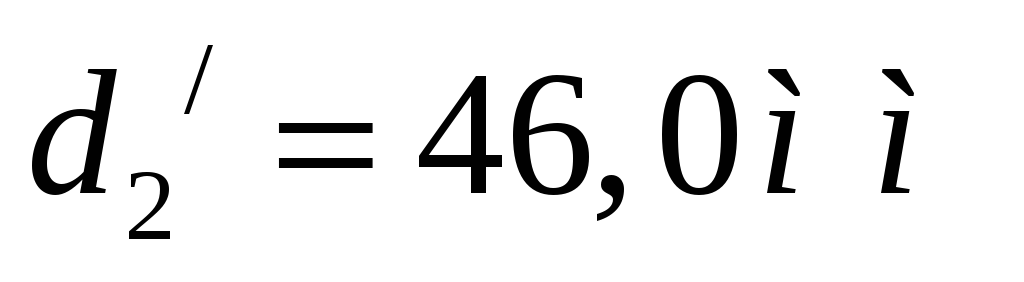 d₂′ = 46,0ì ì